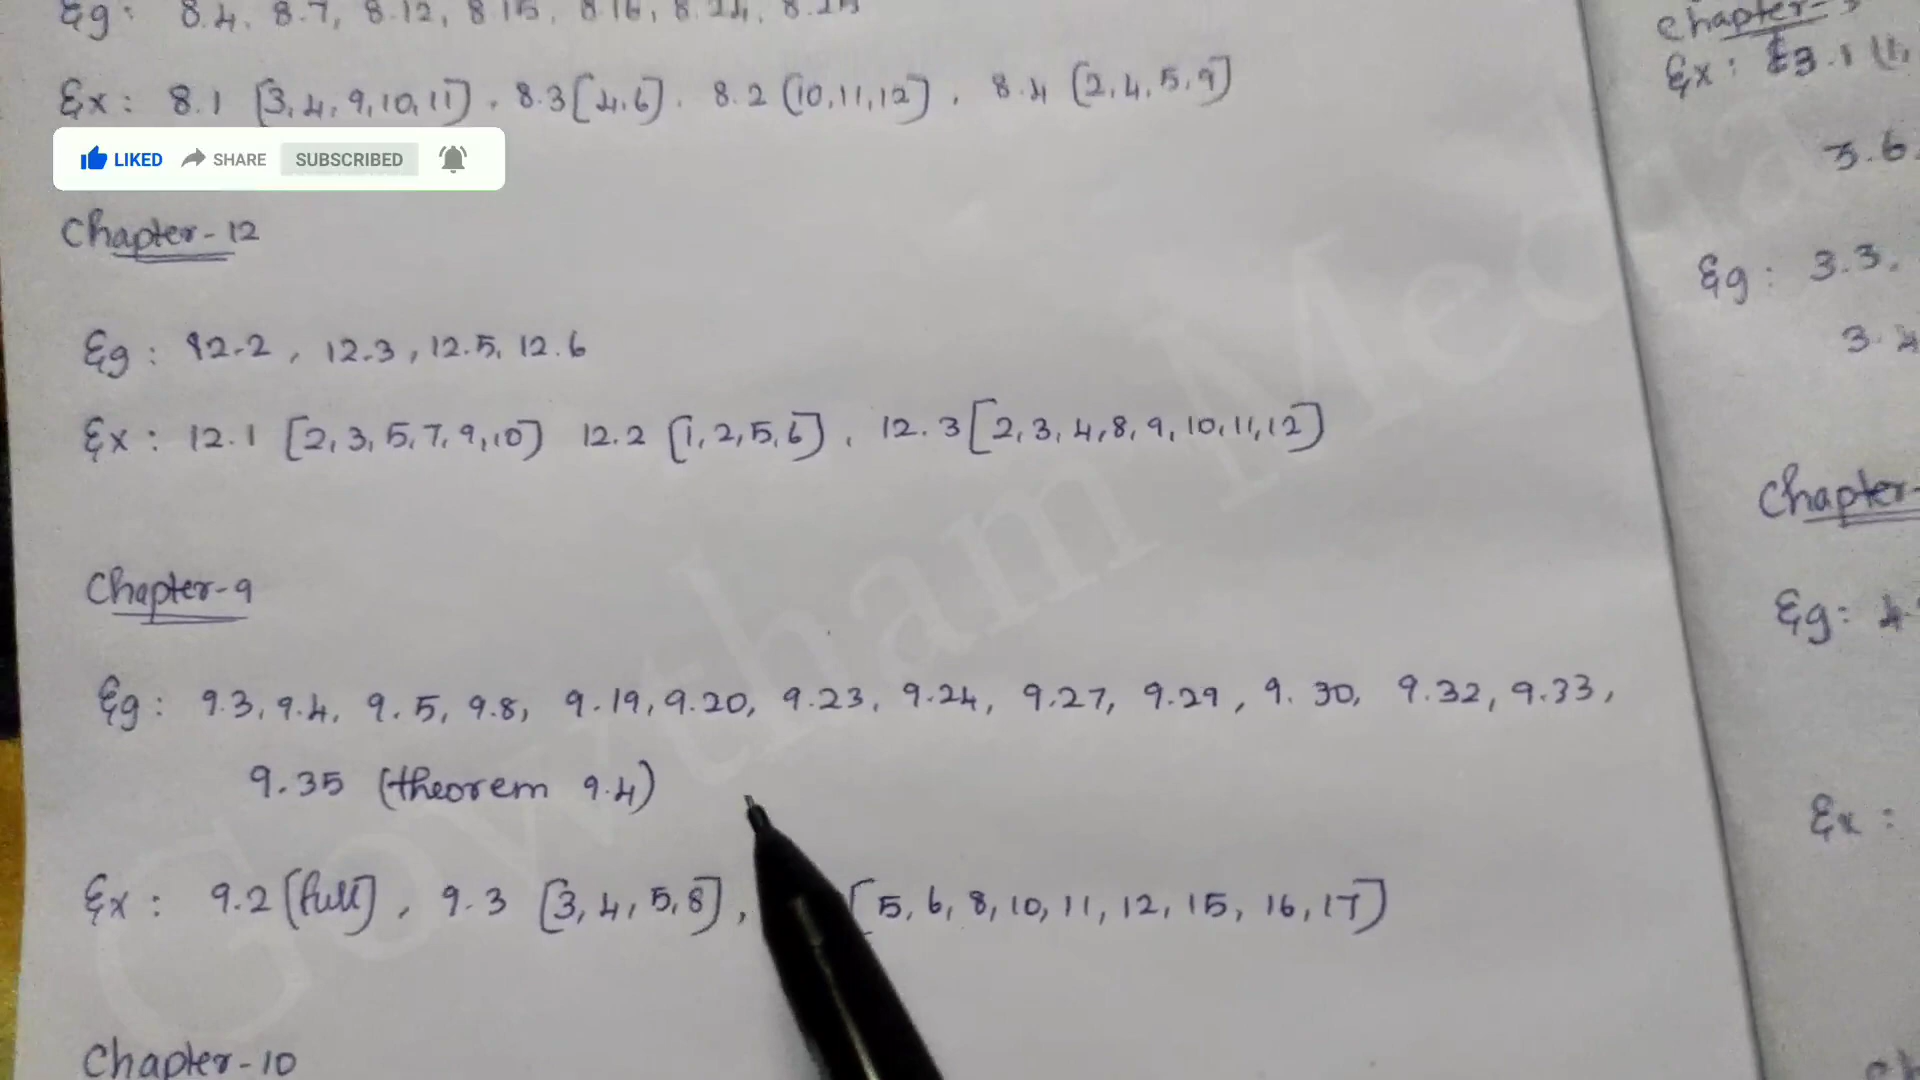 Eg: 8.4, 8.7, 8.12, 8.15, 8.16, 8.24, 8.25
Ex: 8.1 [3, 4, 9, 10, 11], 8.3 [4, 6], 8.2 [10, 11, 12], 8.4 [2, 4, 5, 9]
LIKED SHARE SUBSCRIBED
Chapter-12
Eg: 12.2, 12.3, 12.5, 12.6
Ex: 12.1 [2, 3, 5, 7, 9, 10] 12.2 [1, 2, 5, 6], 12.3 [2, 3, 4, 8, 9, 10, 11, 12]
Chapter-9
Eg: 9.3, 9.4, 9.5, 9.8, 9.19, 9.20, 9.23, 9.24, 9.27, 9.29, 9.30, 9.32, 9.33,
9.35 (theorem 9.4)
Ex: 9.2 [full], 9.3 [3, 4, 5, 8], [5, 6, 8, 10, 11, 12, 15, 16, 17]
Chapter-10
Chapter-
Ex: 3.1
3.6
Eg: 3.3,
3.
Chapter-
Eg: 4.
Ex:
Gowtham Media